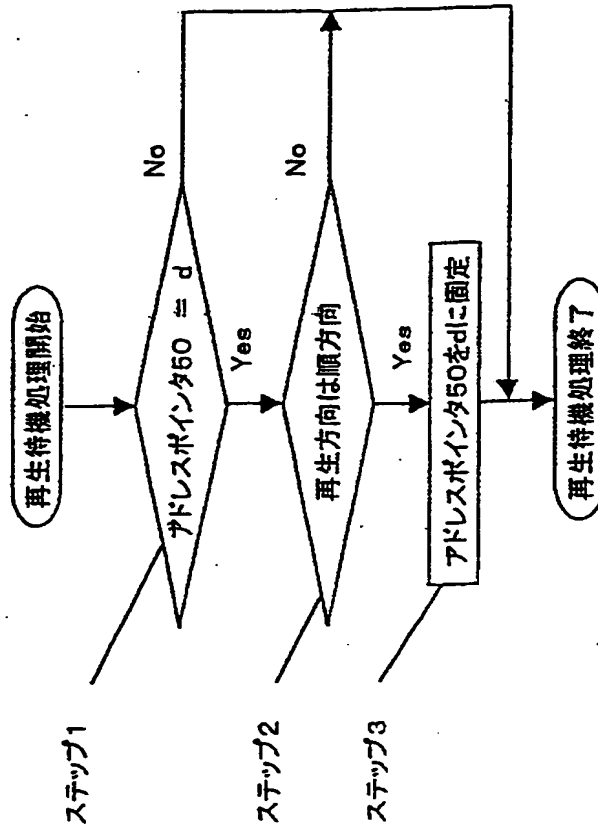 再生待機処理開始
ステップ1
アドレスポインタ50 = d
No
Yes
ステップ2
再生方向は順方向
No
Yes
ステップ3
アドレスポインタ50をdに固定
再生待機処理終了